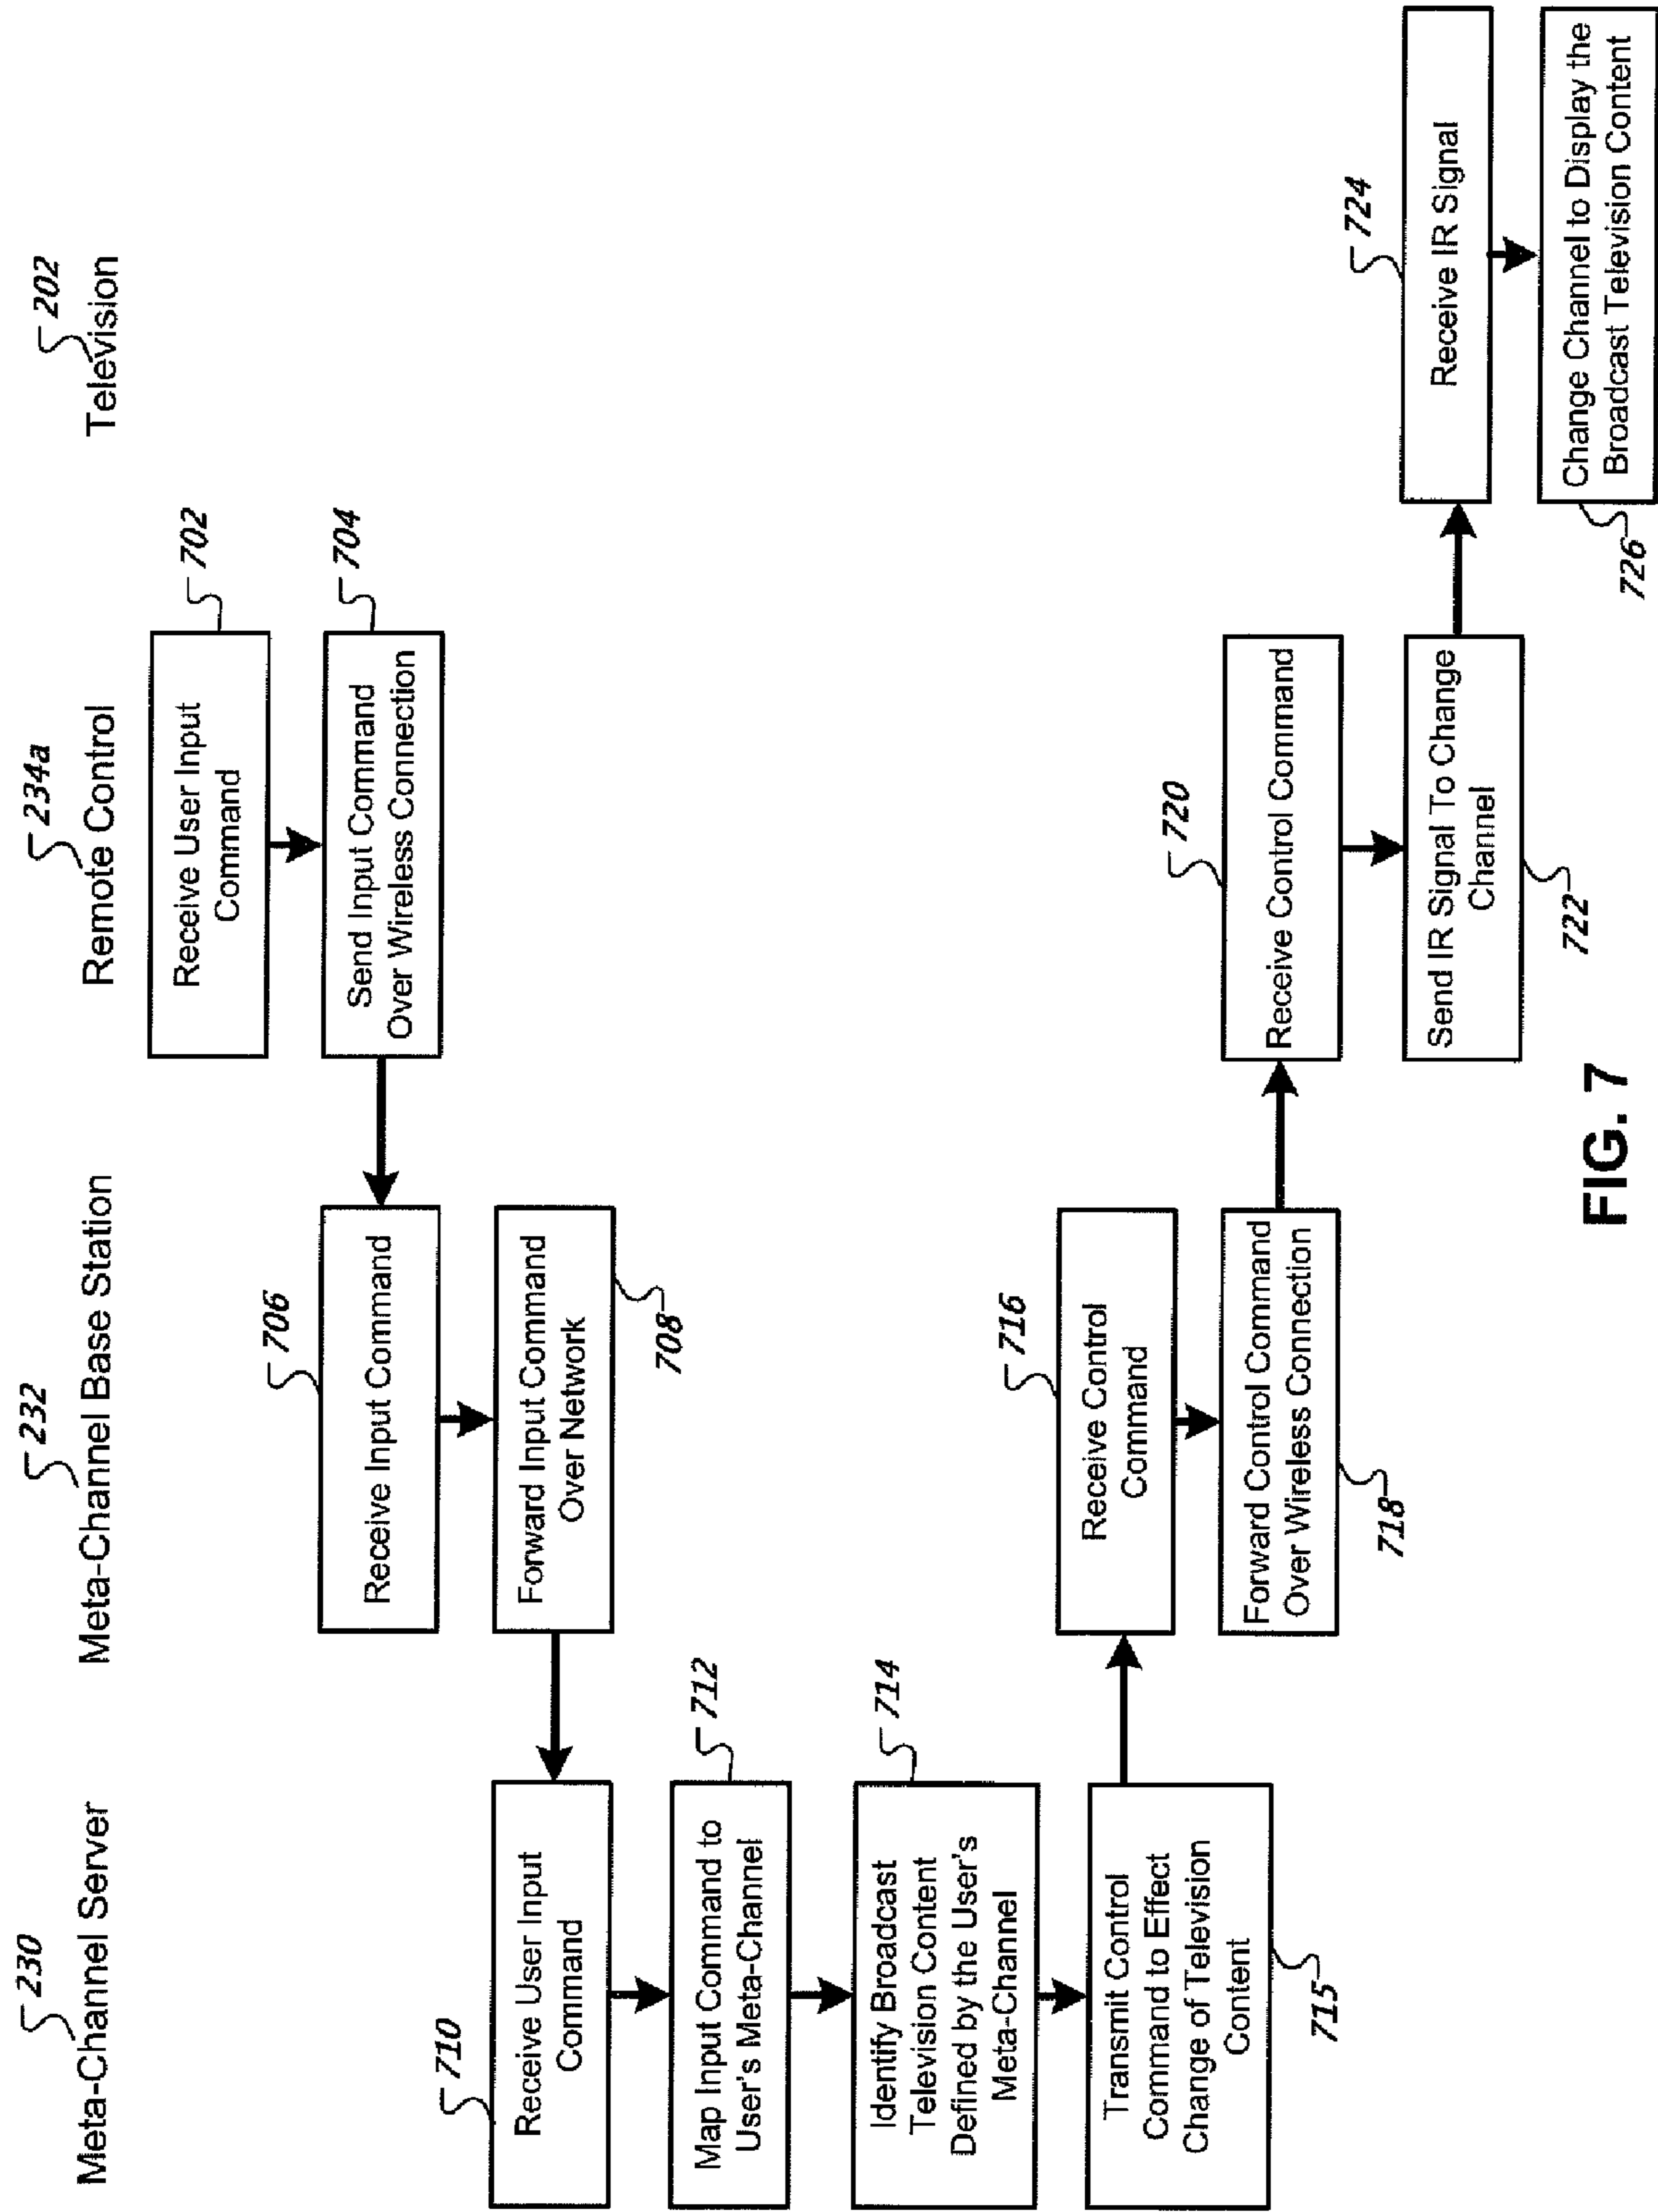 230
Meta-Channel Server
232
Meta-Channel Base Station
234a
Remote Control
202
Television
Receive User Input
Command
702
Send Input Command
Over Wireless Connection
704
706
Receive Input Command
Forward Input Command
Over Network
708
710
Receive User Input
Command
Map Input Command to
User's Meta-Channel
712
Identify Broadcast
Television Content
Defined by the User's
Meta-Channel
714
Transmit Control
Command to Effect
Change of Television
Content
715
716
Receive Control
Command
Forward Control Command
Over Wireless Connection
718
720
Receive Control Command
Send IR Signal To Change
Channel
722
724
Receive IR Signal
Change Channel to Display the
Broadcast Television Content
726
FIG. 7